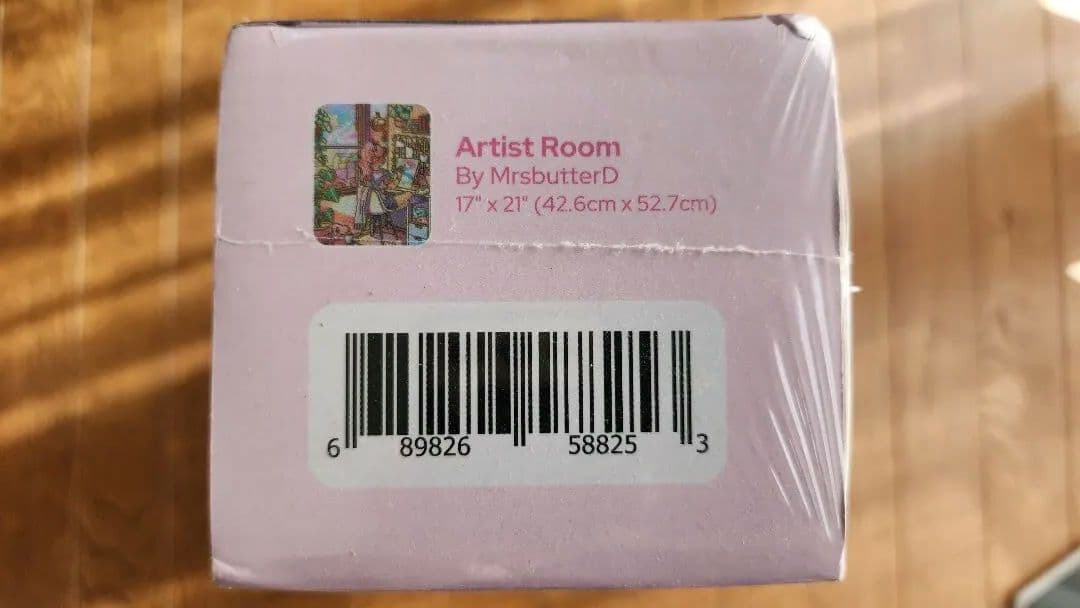 Artist Room
By MrsbutterD
17" x 21" (42.6cm x 52.7cm)
6 89826 58825 3